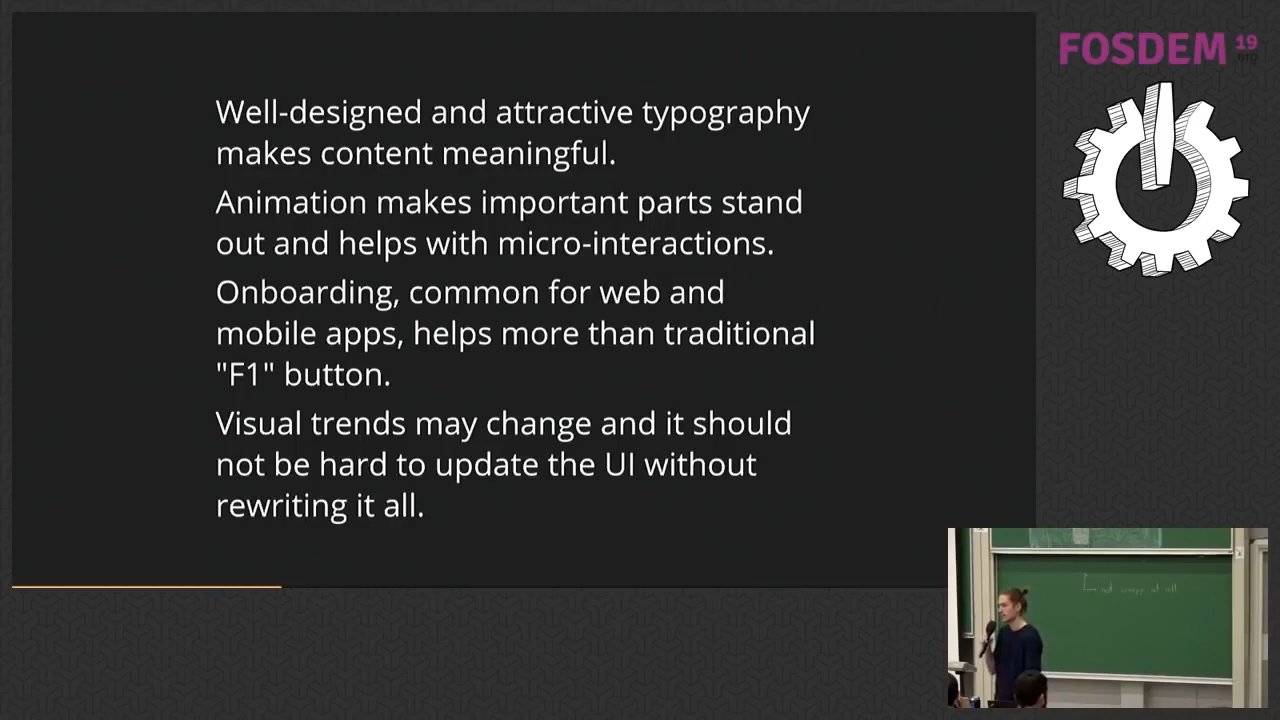 FOSDEM 19
.org
Well-designed and attractive typography
makes content meaningful.
Animation makes important parts stand
out and helps with micro-interactions.
Onboarding, common for web and
mobile apps, helps more than traditional
"F1" button.
Visual trends may change and it should
not be hard to update the UI without
rewriting it all.
at all